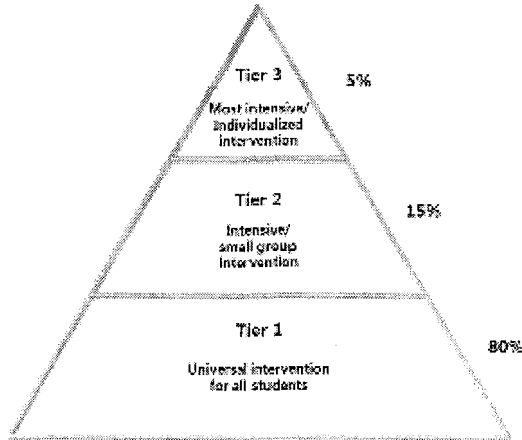 Tier 3
5%
Most intensive/
Individualized
intervention
Tier 2
15%
Intensive/
small group
intervention
Tier 1
80%
Universal intervention
for all students